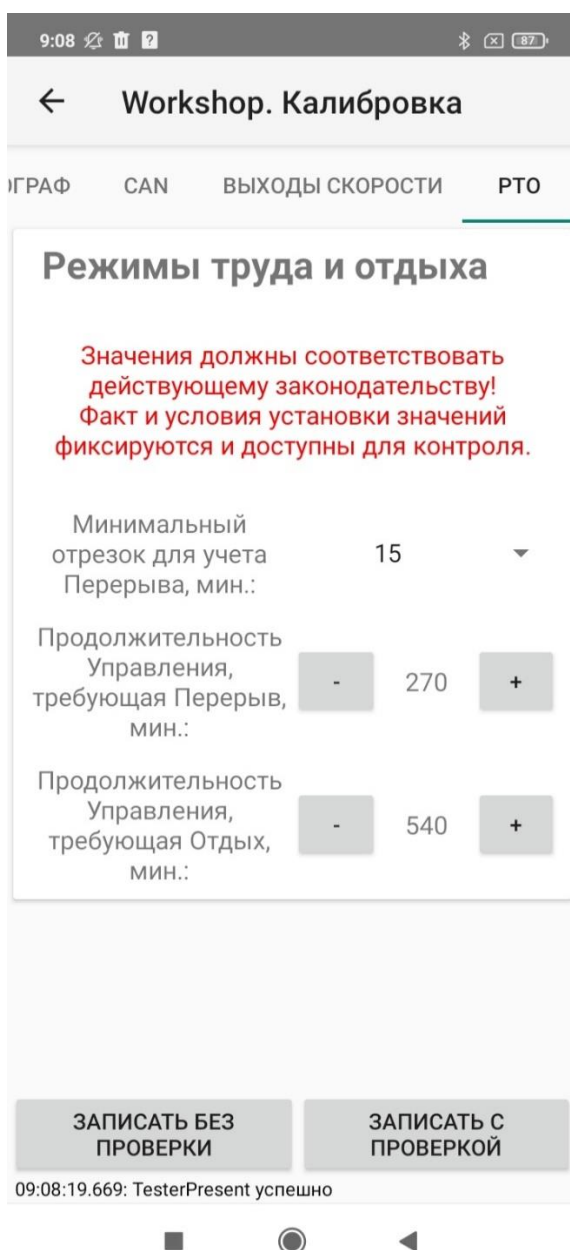 9:08
87
Workshop. Калибровка
ОГРАФ CAN ВЫХОДЫ СКОРОСТИ РТО
Режимы труда и отдыха
Значения должны соответствовать
действующему законодательству!
Факт и условия установки значений
фиксируются и доступны для контроля.
Минимальный
отрезок для учета
Перерыва, мин.:
15
Продолжительность
Управления,
требующая Перерыв,
мин.:
- 270 +
Продолжительность
Управления,
требующая Отдых,
мин.:
- 540 +
ЗАПИСАТЬ БЕЗ
ПРОВЕРКИ
ЗАПИСАТЬ С
ПРОВЕРКОЙ
09:08:19.669: TesterPresent успешно